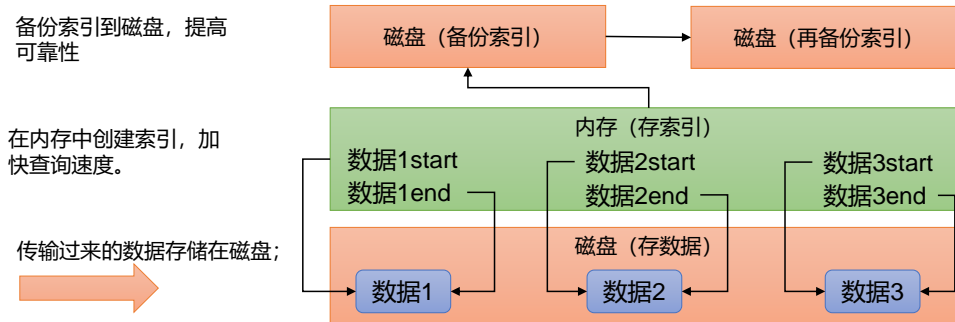 备份索引到磁盘，提高
可靠性
磁盘（备份索引）
磁盘（再备份索引）
在内存中创建索引，加
快查询速度。
内存（存索引）
数据1start
数据1end
数据2start
数据2end
数据3start
数据3end
传输过来的数据存储在磁盘；
磁盘（存数据）
数据1
数据2
数据3